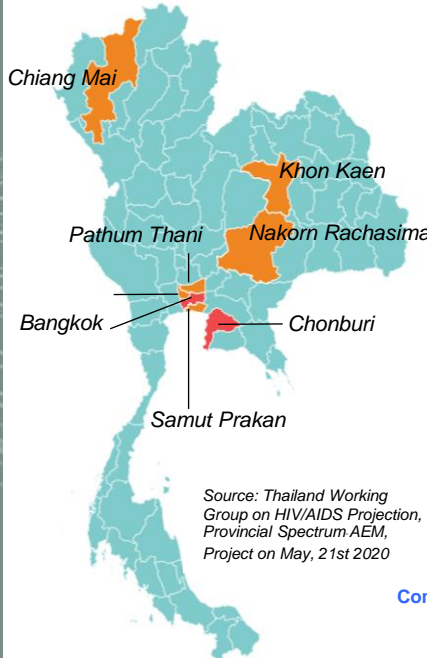 Chiang Mai
Khon Kaen
Pathum Thani
Nakorn Rachasima
Bangkok
Chonburi
Samut Prakan
Source: Thailand Working
Group on HIV/AIDS Projection,
Provincial Spectrum-AEM,
Project on May, 21st 2020